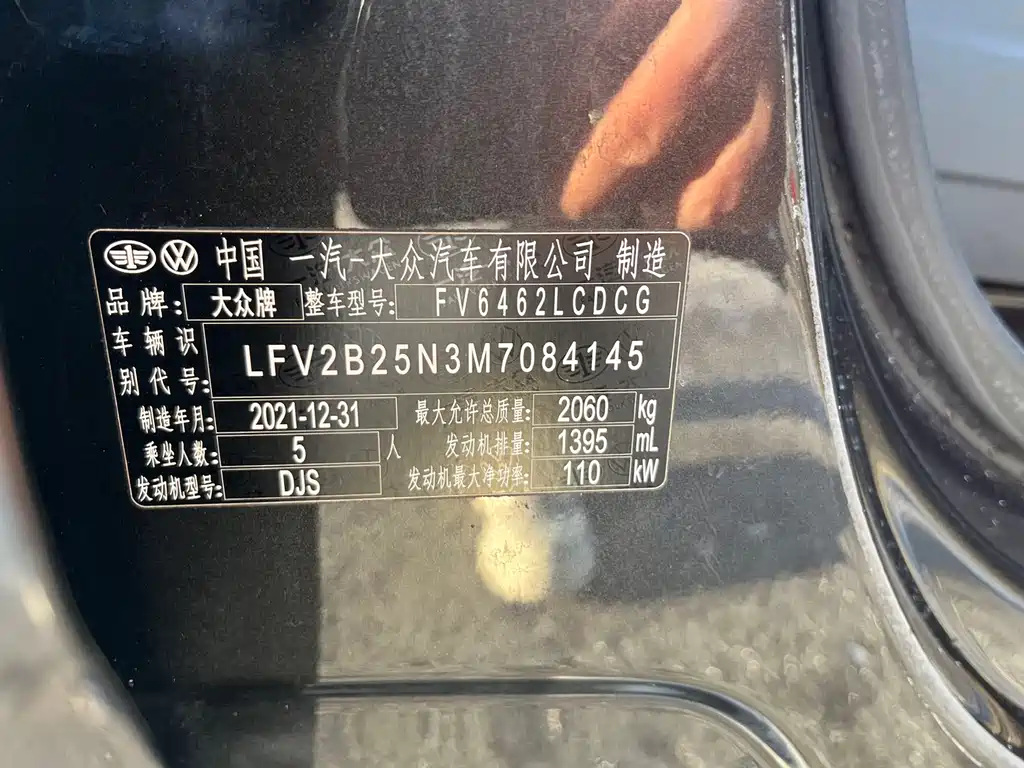 中国 一汽-大众汽车有限公司 制造
品牌: 大众牌 整车型号: FV6462LCDCG
车辆识别代号: LFV2B25N3M7084145
制造年月: 2021-12-31 最大允许总质量: 2060 kg
乘坐人数: 5 人 发动机排量: 1395 mL
发动机型号: DJS 发动机最大净功率: 110 kW